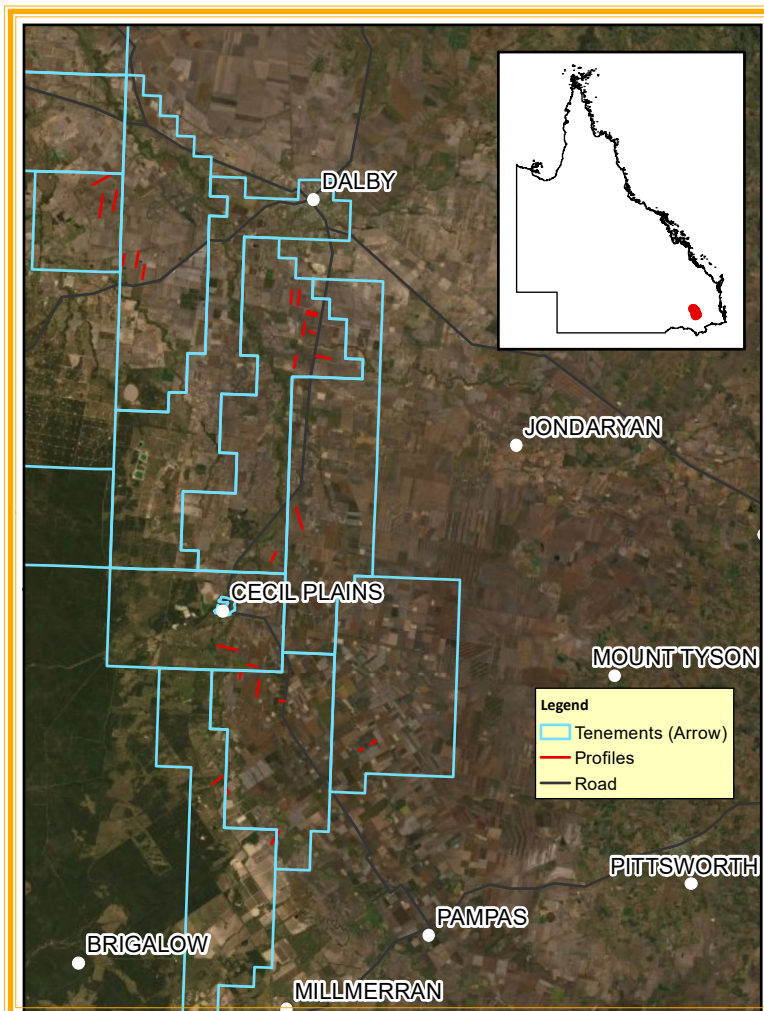 DALBY
JONDARYAN
CECIL PLAINS
MOUNT TYSON
Legend
Tenements (Arrow)
Profiles
Road
PITTSWORTH
PAMPAS
BRIGALOW
MILLMERRAN